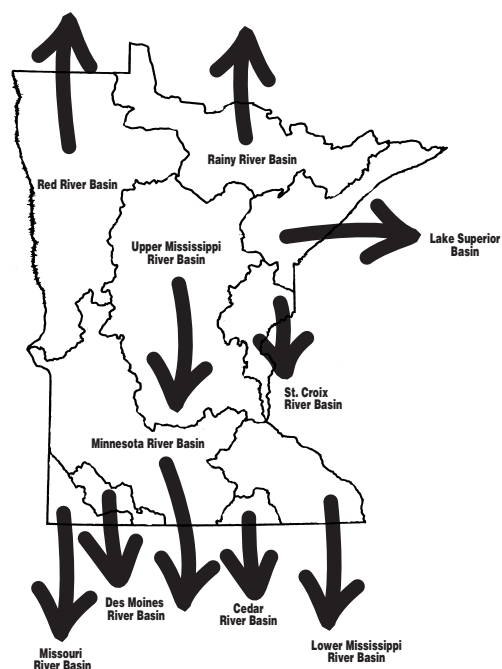 Rainy River Basin
Red River Basin
Upper Mississippi
River Basin
Lake Superior
Basin
St. Croix
River Basin
Minnesota River Basin
Des Moines
River Basin
Cedar
River Basin
Missouri
River Basin
Lower Mississippi
River Basin